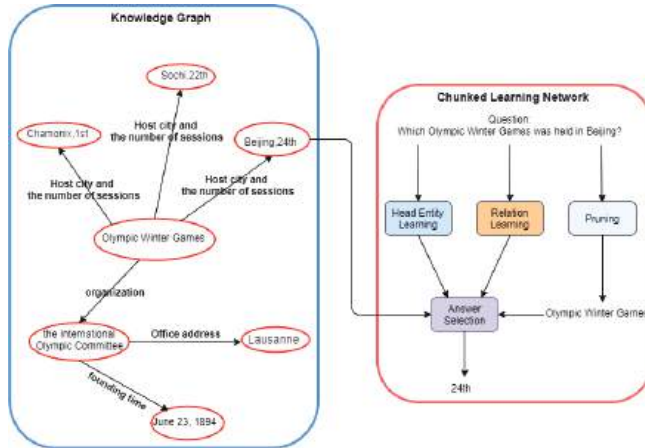 Knowledge Graph
Sochi,22th
Host city and
the number of sessions
Chamonix,1st
Beijing,24th
Host city and
the number of sessions
Host city and
the number of sessions
Olympic Winter Games
organization
the International
Olympic Committee
Office address
Lausanne
founding time
June 23, 1894
Chunked Learning Network
Question:
Which Olympic Winter Games was held in Beijing?
Head Entity
Learning
Relation
Learning
Pruning
Answer
Selection
Olympic Winter Games
24th